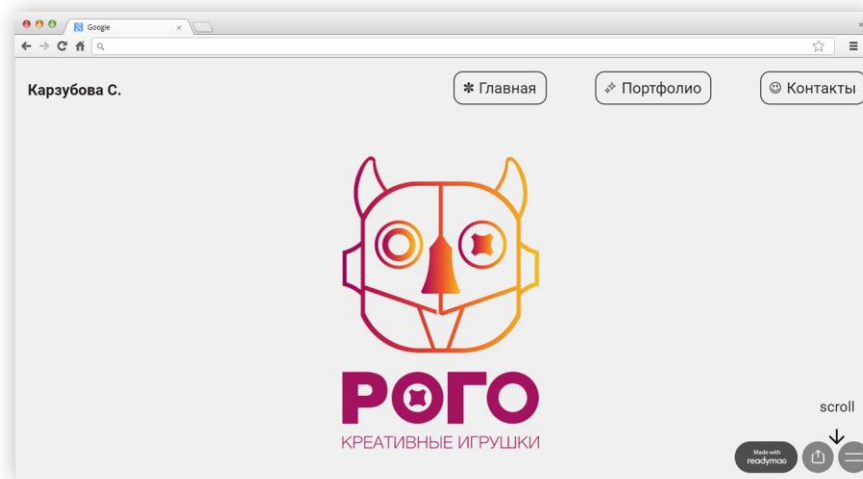 Google
Карзубова С.
✻ Главная
Портфолио
☺ Контакты
РОГО
КРЕАТИВНЫЕ ИГРУШКИ
scroll
Made with
readymag